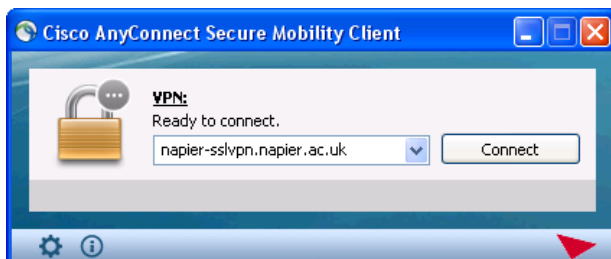 Cisco AnyConnect Secure Mobility Client
VPN:
Ready to connect.
napier-sslvpn.napier.ac.uk
Connect